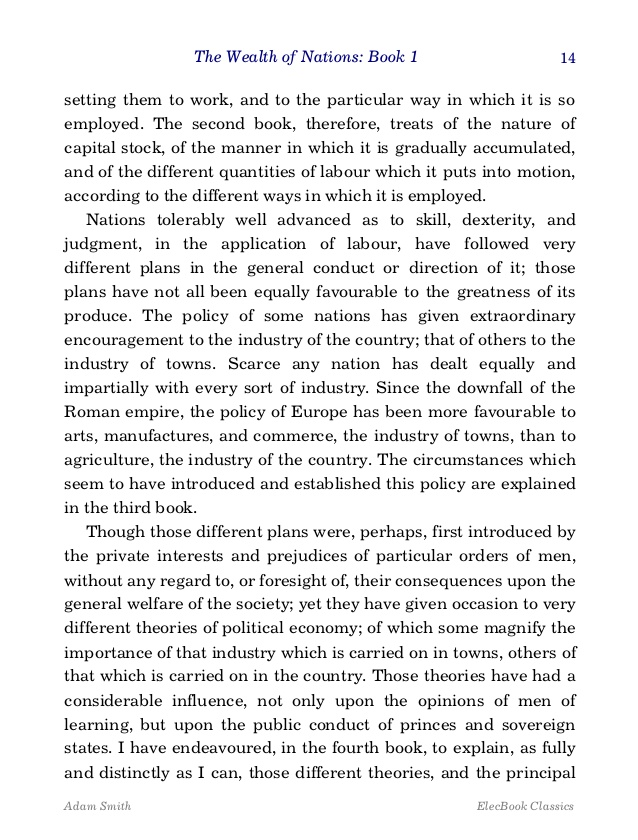 The Wealth of Nations: Book 1 14
setting them to work, and to the particular way in which it is so
employed. The second book, therefore, treats of the nature of
capital stock, of the manner in which it is gradually accumulated,
and of the different quantities of labour which it puts into motion,
according to the different ways in which it is employed.
Nations tolerably well advanced as to skill, dexterity, and
judgment, in the application of labour, have followed very
different plans in the general conduct or direction of it; those
plans have not all been equally favourable to the greatness of its
produce. The policy of some nations has given extraordinary
encouragement to the industry of the country; that of others to the
industry of towns. Scarce any nation has dealt equally and
impartially with every sort of industry. Since the downfall of the
Roman empire, the policy of Europe has been more favourable to
arts, manufactures, and commerce, the industry of towns, than to
agriculture, the industry of the country. The circumstances which
seem to have introduced and established this policy are explained
in the third book.
Though those different plans were, perhaps, first introduced by
the private interests and prejudices of particular orders of men,
without any regard to, or foresight of, their consequences upon the
general welfare of the society; yet they have given occasion to very
different theories of political economy; of which some magnify the
importance of that industry which is carried on in towns, others of
that which is carried on in the country. Those theories have had a
considerable influence, not only upon the opinions of men of
learning, but upon the public conduct of princes and sovereign
states. I have endeavoured, in the fourth book, to explain, as fully
and distinctly as I can, those different theories, and the principal
Adam Smith ElecBook Classics